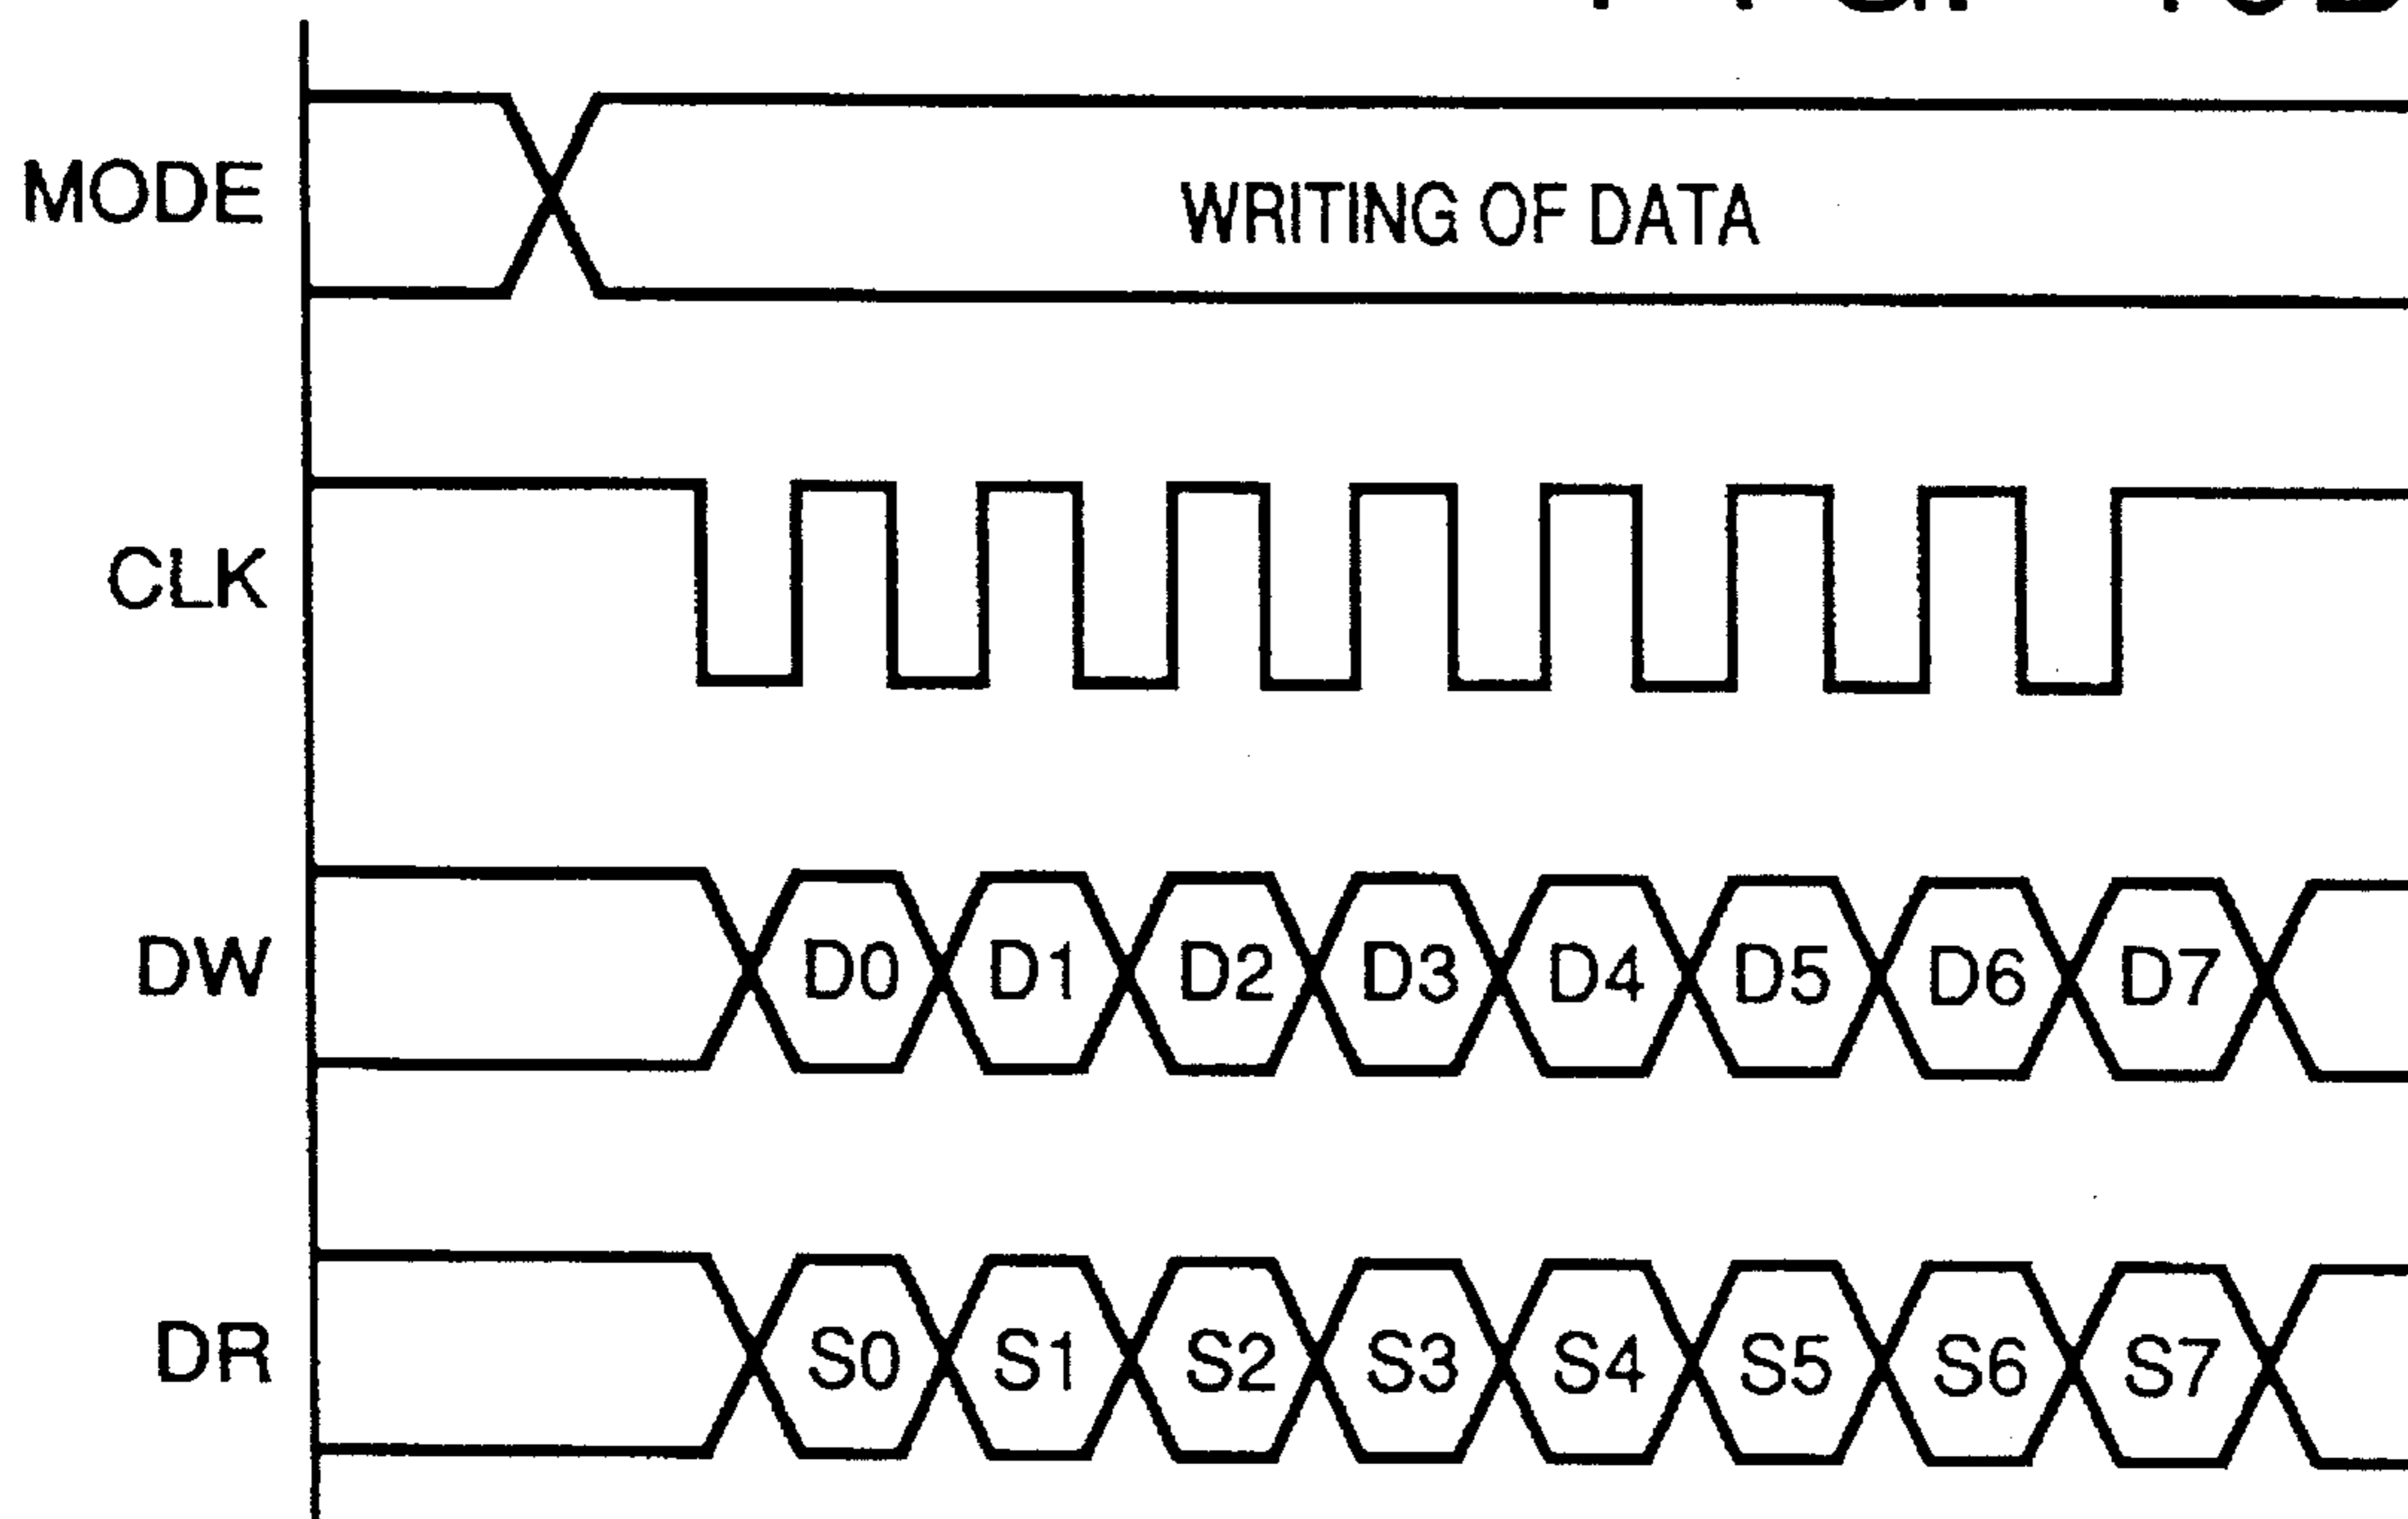 MODE WRITING OF DATA
CLK
DW D0 D1 D2 D3 D4 D5 D6 D7
DR S0 S1 S2 S3 S4 S5 S6 S7